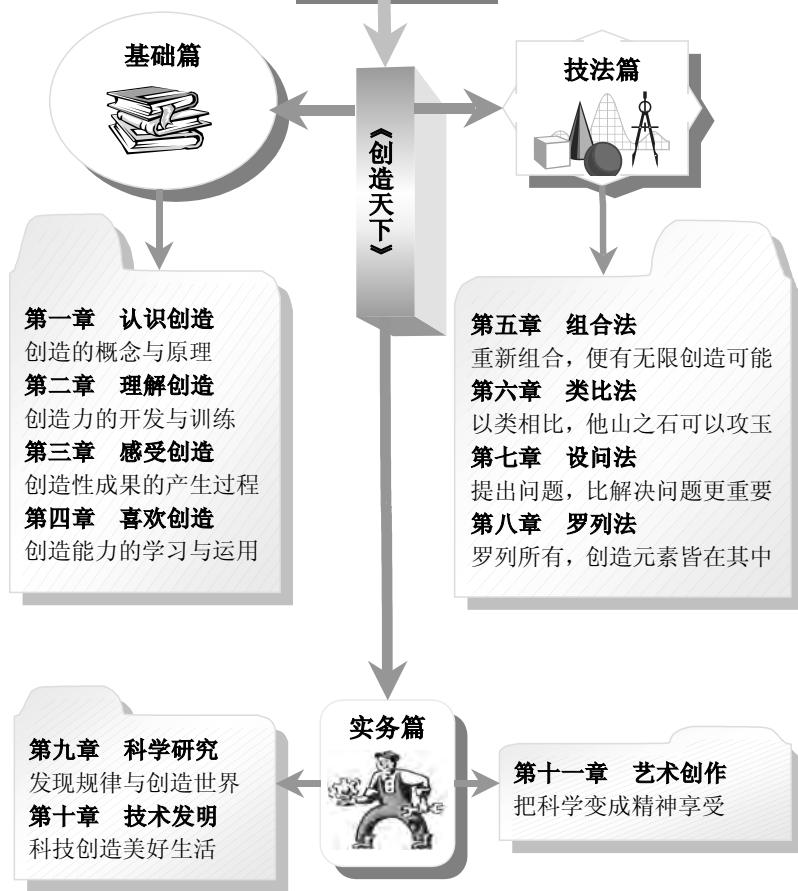 基础篇
技法篇
《创造天下》
第一章 认识创造
创造的概念与原理
第二章 理解创造
创造力的开发与训练
第三章 感受创造
创造性成果的产生过程
第四章 喜欢创造
创造能力的学习与运用
第五章 组合法
重新组合，便有无限创造可能
第六章 类比法
以类相比，他山之石可以攻玉
第七章 设问法
提出问题，比解决问题更重要
第八章 罗列法
罗列所有，创造元素皆在其中
实务篇
第九章 科学研究
发现规律与创造世界
第十章 技术发明
科技创造美好生活
第十一章 艺术创作
把科学变成精神享受